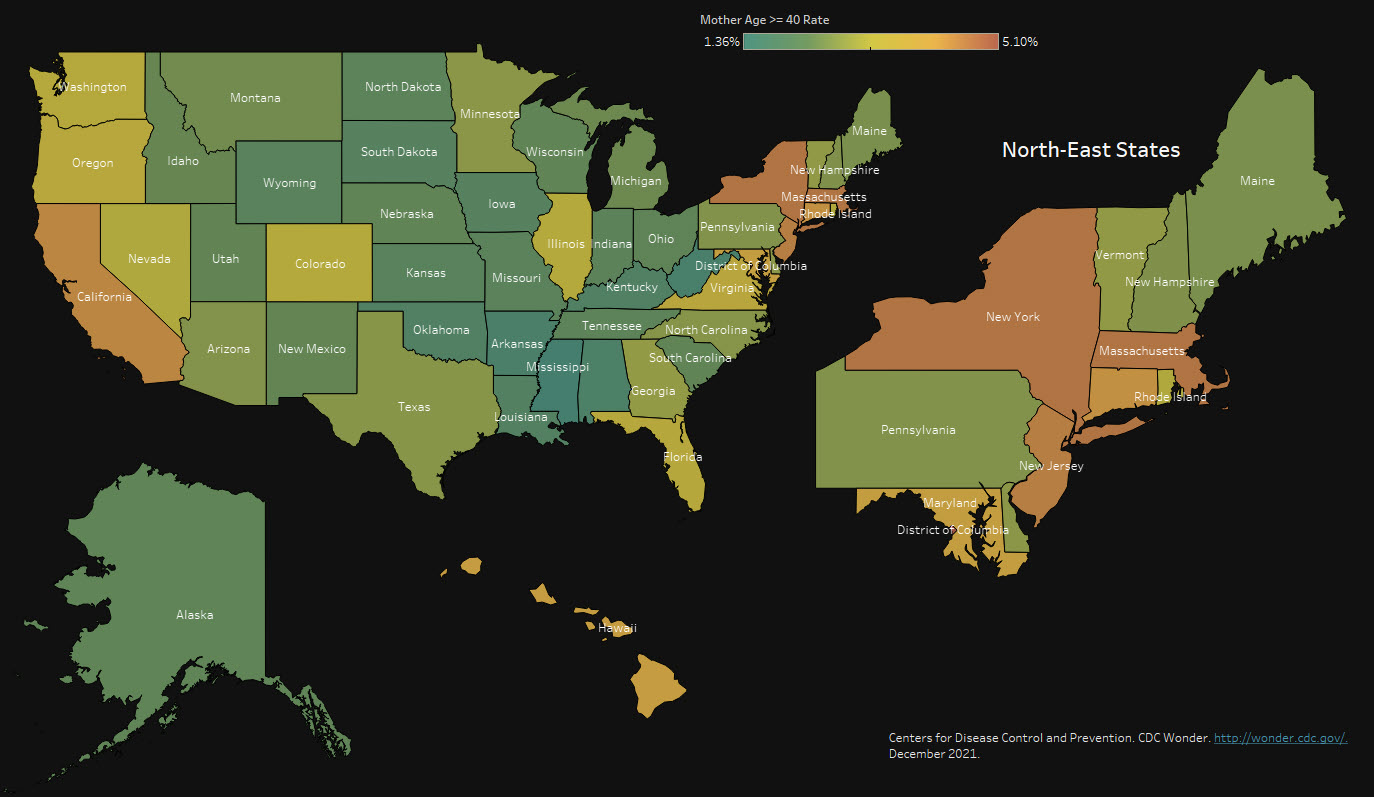 Mother Age >= 40 Rate
1.36% 5.10%
North-East States
Washington
Montana
North Dakota
Minnesota
Maine
Oregon
Idaho
South Dakota
Wisconsin
New Hampshire
Wyoming
Michigan
Massachusetts
Nebraska
Iowa
Rhode Island
Pennsylvania
Nevada
Utah
Colorado
Illinois
Indiana
Ohio
Kansas
Missouri
District of Columbia
California
Kentucky
Virginia
Oklahoma
Tennessee
North Carolina
Arizona
New Mexico
Arkansas
South Carolina
Mississippi
Georgia
Texas
Louisiana
Florida
Alaska
Hawaii
Maine
Vermont
New Hampshire
New York
Massachusetts
Rhode Island
Pennsylvania
New Jersey
Maryland
District of Columbia
Centers for Disease Control and Prevention. CDC Wonder. http://wonder.cdc.gov/.
December 2021.